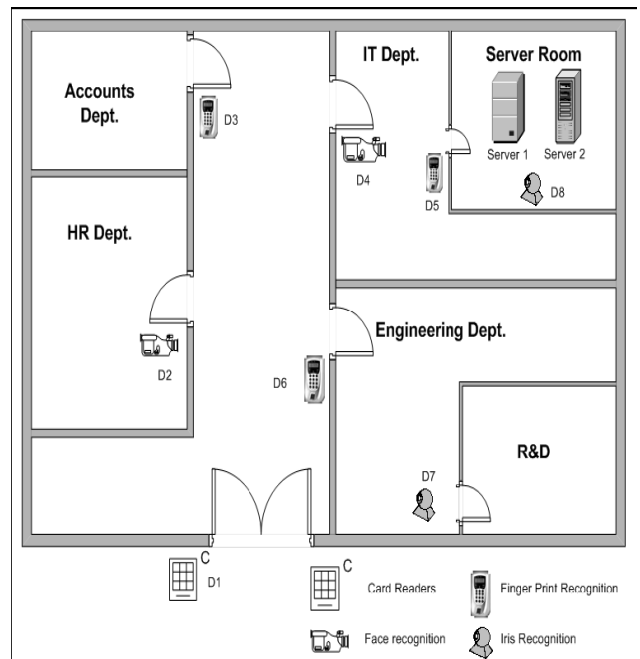 IT Dept.
Server Room
Accounts
Dept.
D3
Server 1
Server 2
D4
D5
D8
HR Dept.
Engineering Dept.
D2
D6
R&D
D7
C
D1
C
Card Readers
Finger Print Recognition
Face recognition
Iris Recognition